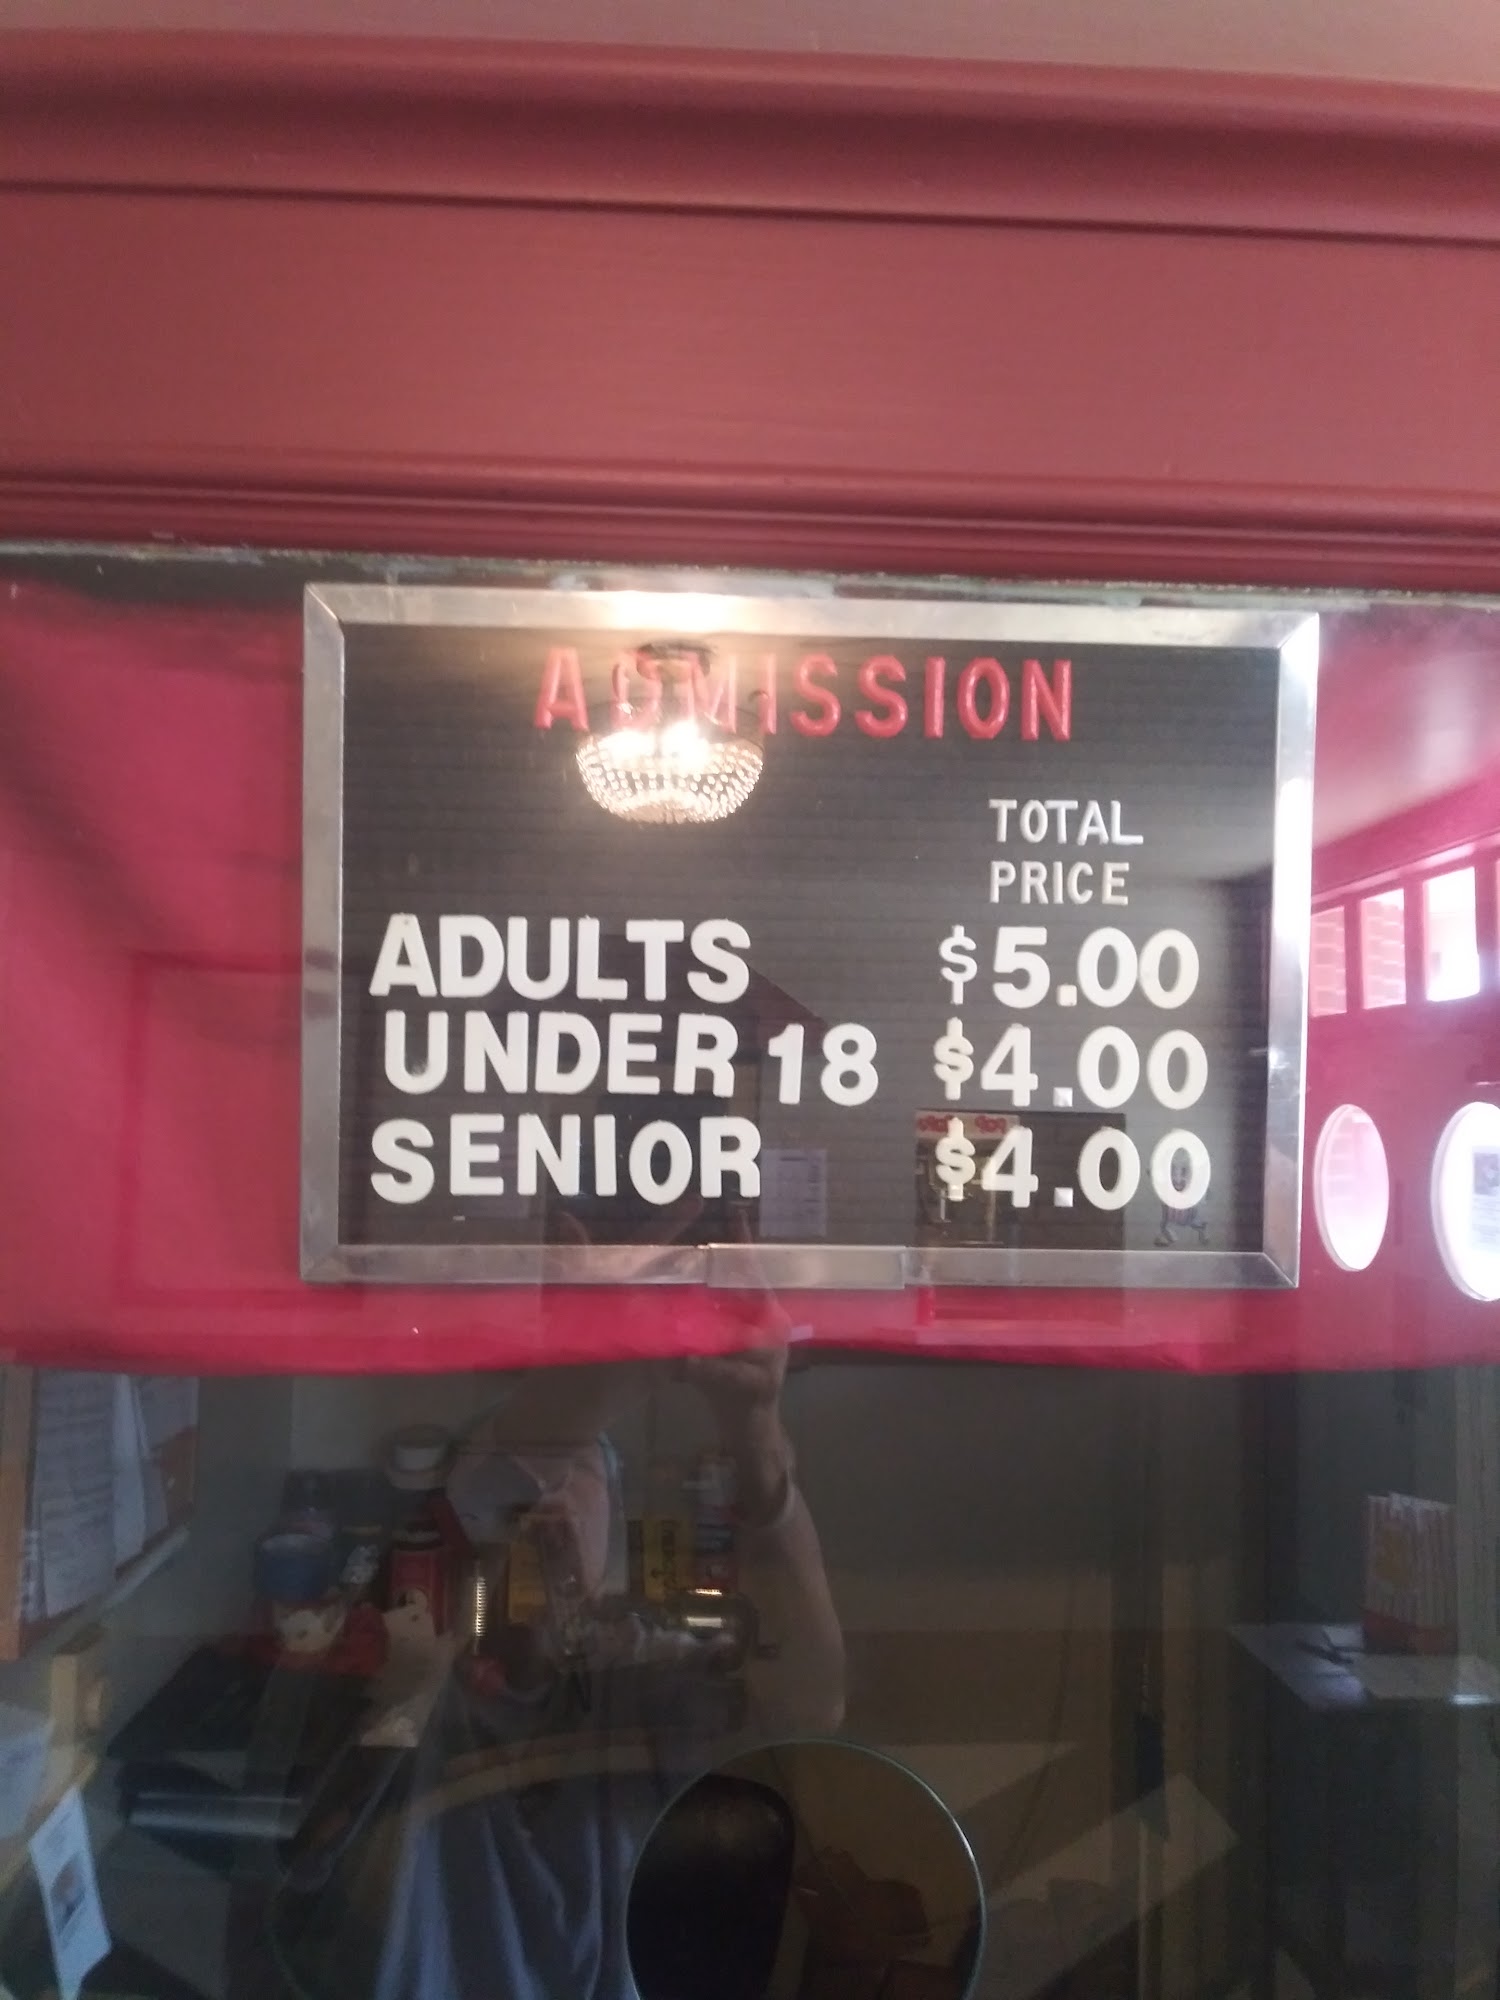 ADMISSION
TOTAL
PRICE
ADULTS $5.00
UNDER 18 $4.00
SENIOR $4.00